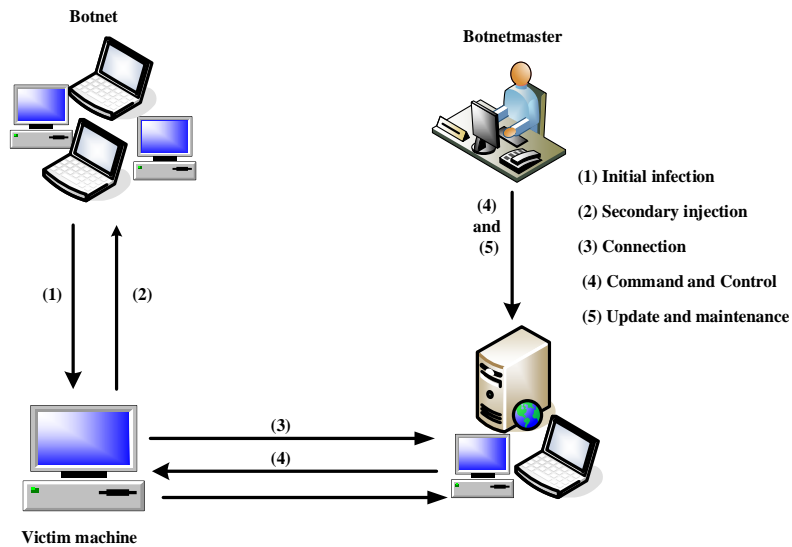 Botnet
Botnetmaster
(1) Initial infection
(2) Secondary injection
(3) Connection
(4) Command and Control
(5) Update and maintenance
(4)
and
(5)
(1)
(2)
(3)
(4)
Victim machine